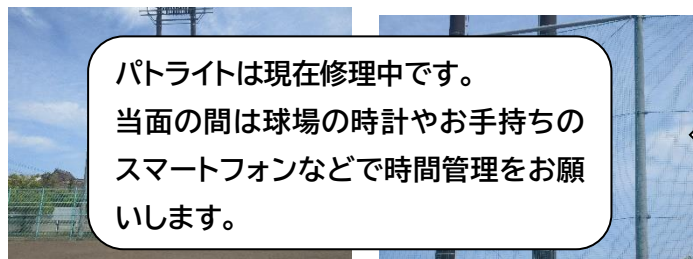 パトライトは現在修理中です。
当面の間は球場の時計やお手持ちの
スマートフォンなどで時間管理をお願
いします。